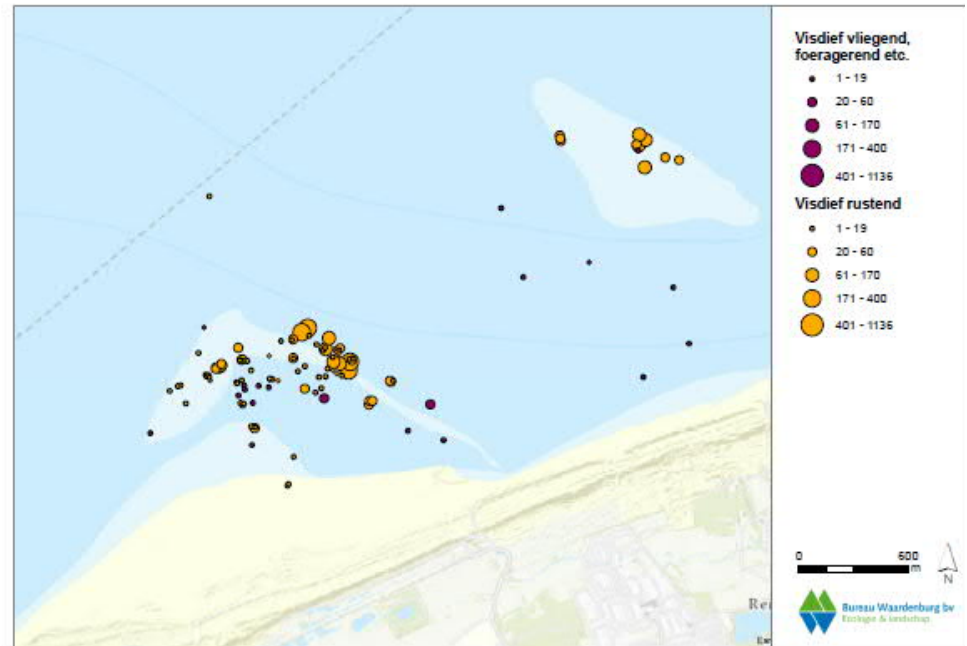 Visdief vliegend,
foeragerend etc.
1 - 19
20 - 60
61 - 170
171 - 400
401 - 1136
Visdief rustend
1 - 19
20 - 60
61 - 170
171 - 400
401 - 1136
0 600
m
N
Bureau Waardenburg bv
Ecologie & landschap